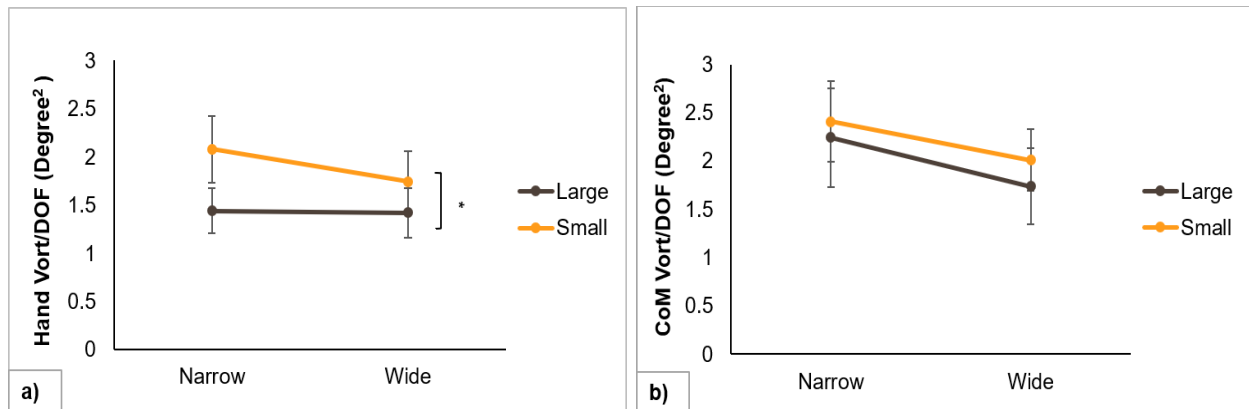 Hand Vort/DOF (Degree²)
3
2.5
2
1.5
1
0.5
0
Narrow
Wide
*
Large
Small
a)
CoM Vort/DOF (Degree²)
3
2.5
2
1.5
1
0.5
0
Narrow
Wide
Large
Small
b)